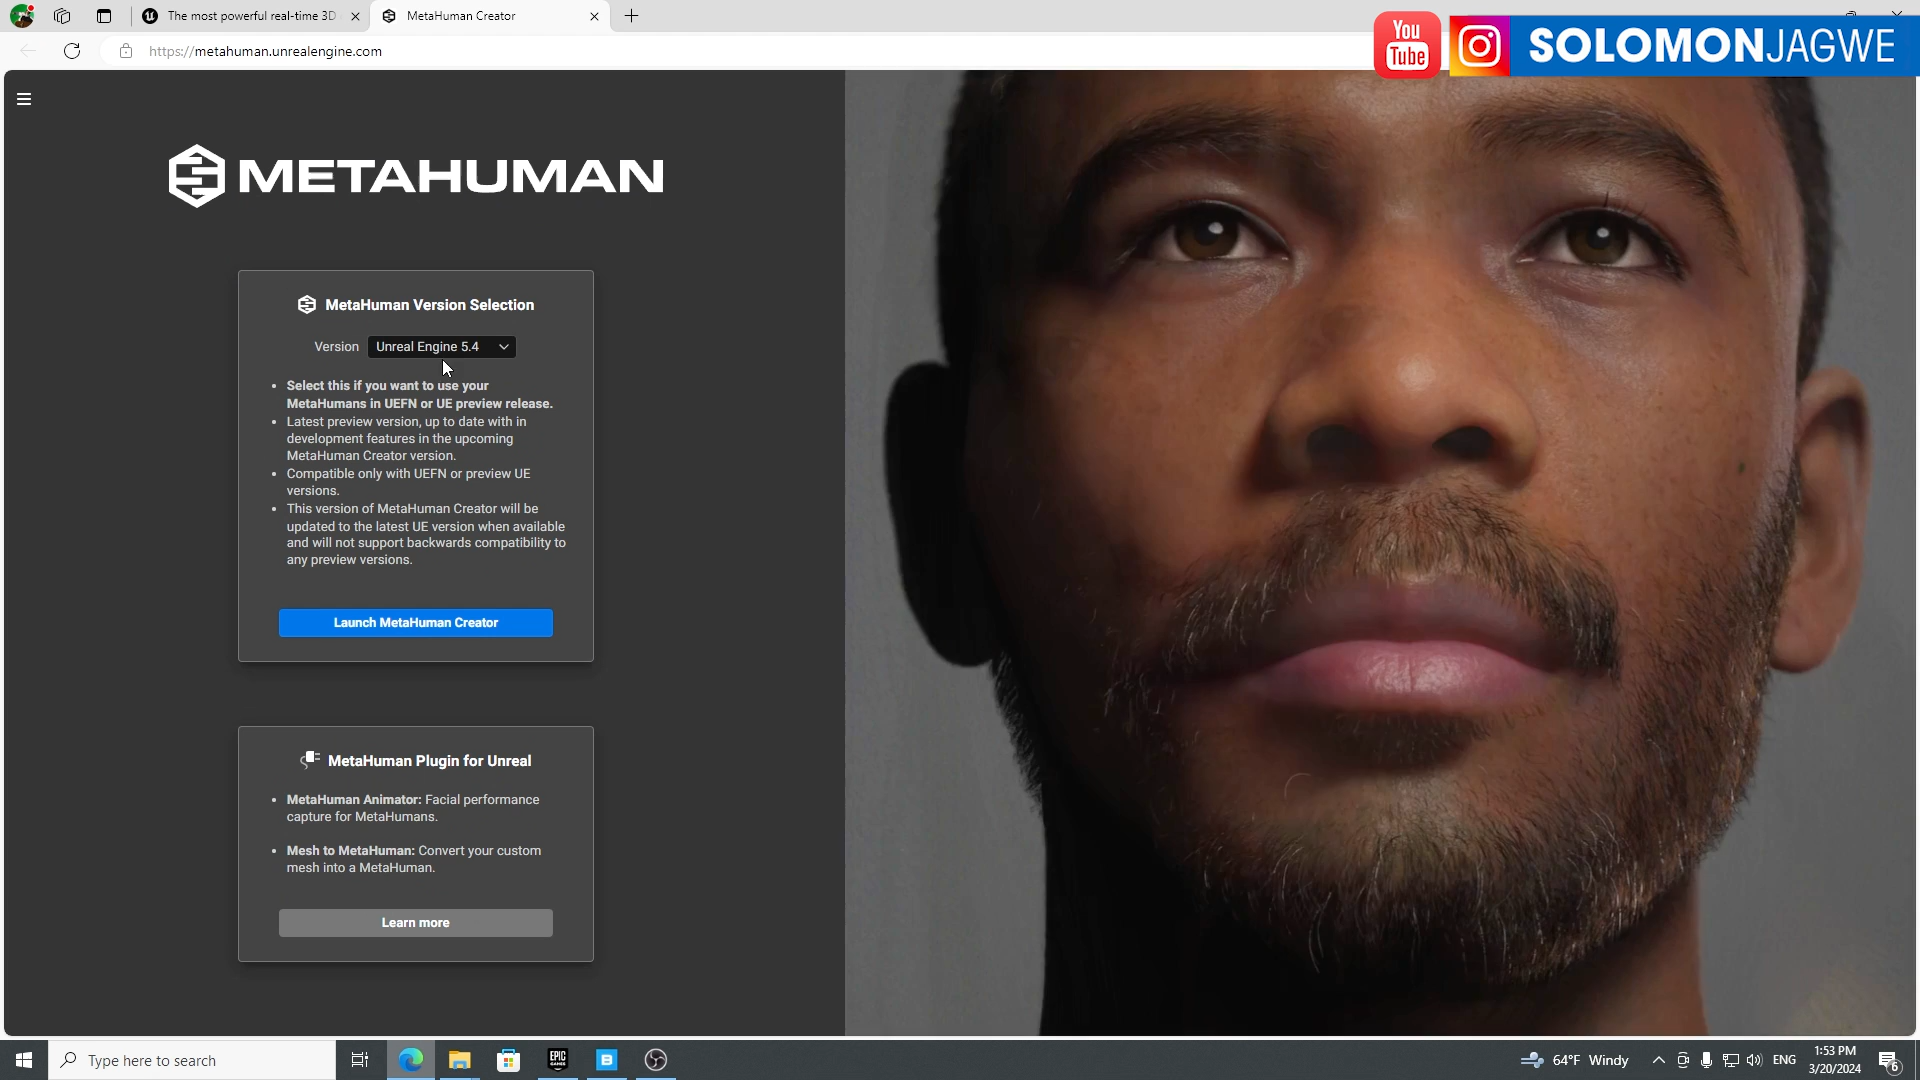 The most powerful real-time 3D
MetaHuman Creator
https://metahuman.unrealengine.com
You
Tube
SOLOMONJAGWE
METAHUMAN
MetaHuman Version Selection
Version Unreal Engine 5.4
• Select this if you want to use your
MetaHumans in UEFN or UE preview release.
• Latest preview version, up to date with in
development features in the upcoming
MetaHuman Creator version.
• Compatible only with UEFN or preview UE
versions.
• This version of MetaHuman Creator will be
updated to the latest UE version when available
and will not support backwards compatibility to
any preview versions.
Launch MetaHuman Creator
MetaHuman Plugin for Unreal
• MetaHuman Animator: Facial performance
capture for MetaHumans.
• Mesh to MetaHuman: Convert your custom
mesh into a MetaHuman.
Learn more
Type here to search
EPIC
GAMES
B
64°F Windy
ENG
1:53 PM
3/20/2024
6